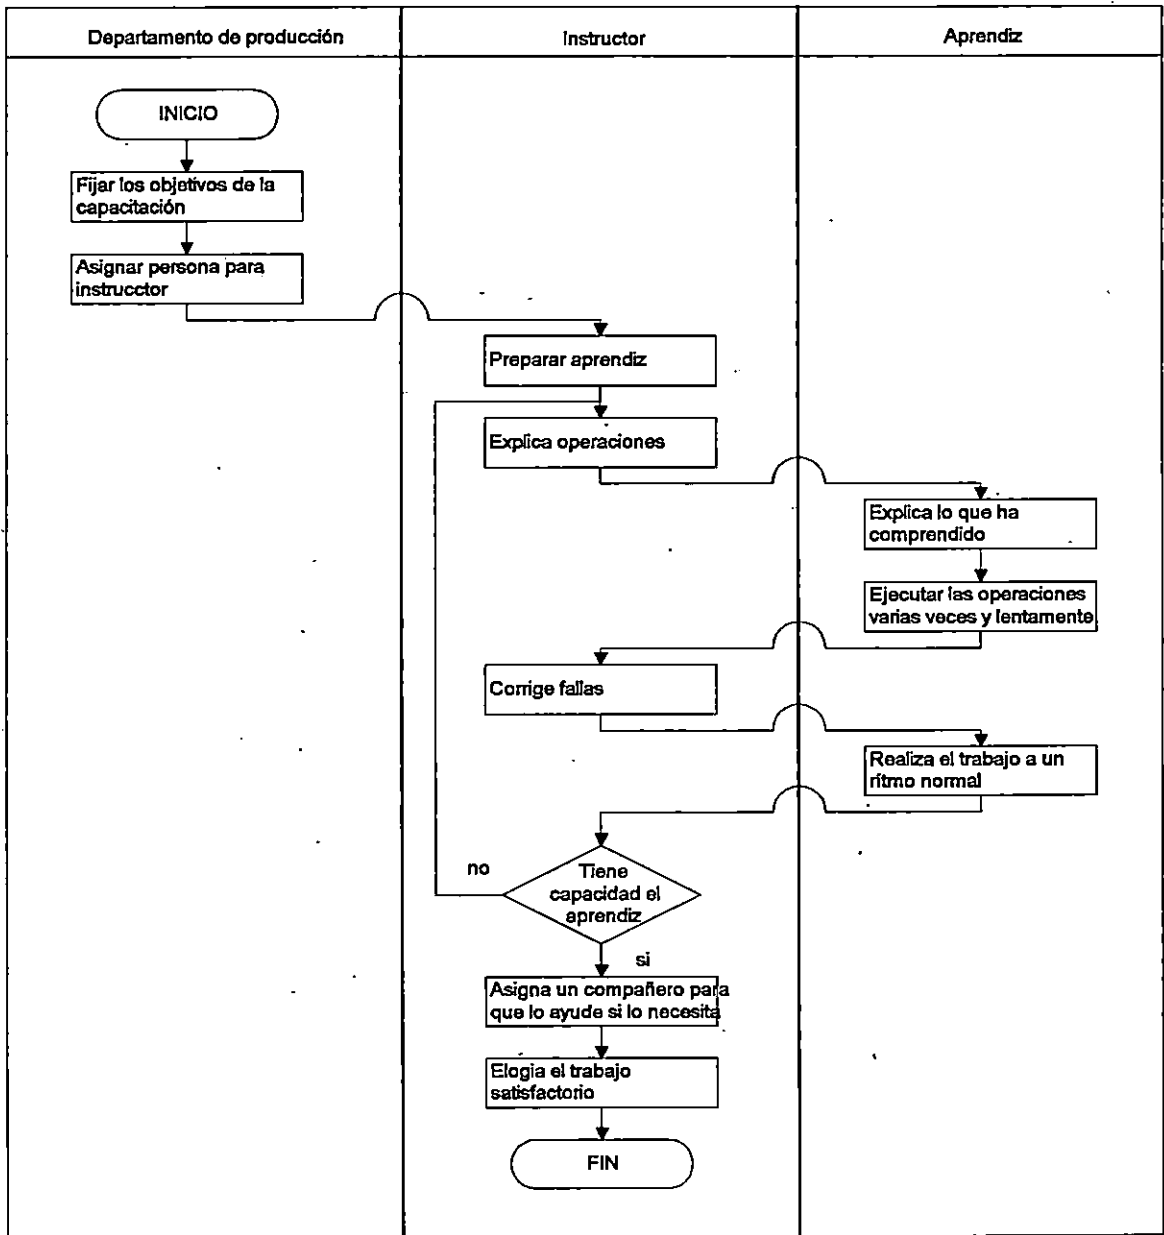 Departamento de producción
Instructor
Aprendiz
INICIO
Fijar los objetivos de la
capacitación
Asignar persona para
instrucctor
Preparar aprendiz
Explica operaciones
Explica lo que ha
comprendido
Ejecutar las operaciones
varias veces y lentamente
Corrige fallas
Realiza el trabajo a un
ritmo normal
no
Tiene
capacidad el
aprendiz
si
Asigna un compañero para
que lo ayude si lo necesita
Elogia el trabajo
satisfactorio
FIN